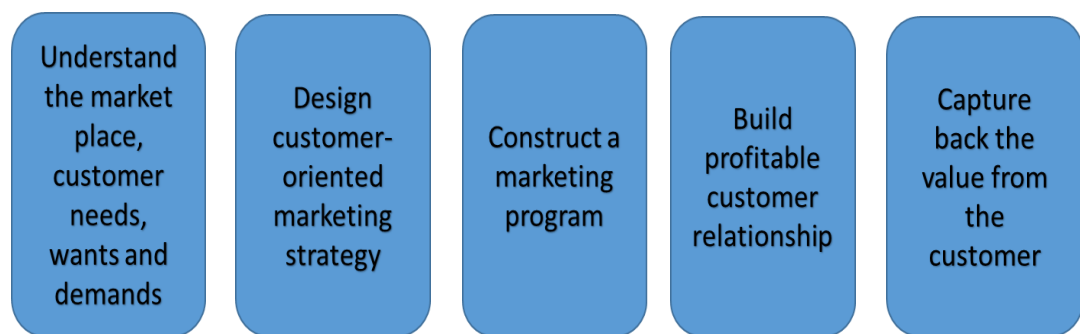 Understand
the market
place,
customer
needs,
wants and
demands
Design
customer-
oriented
marketing
strategy
Construct a
marketing
program
Build
profitable
customer
relationship
Capture
back the
value from
the
customer